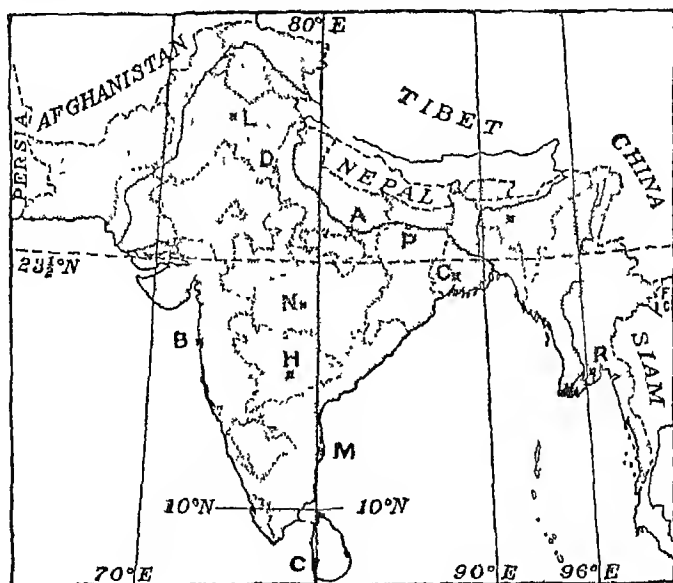 80°E
AFGHANISTAN
TIBET
L
PERSIA
D
NEPAL
CHINA
A
P
23½°N
C
N
B
H
R
SIAM
M
10°N 10°N
C
70°E 90°E 96°E